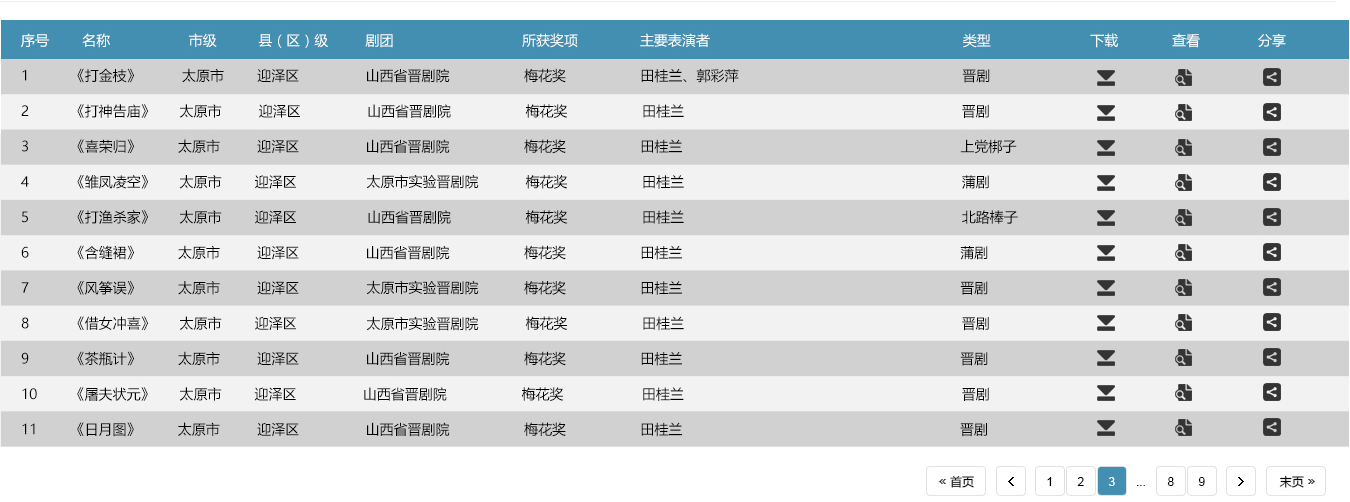 序号 名称 市级 县（区）级 剧团 所获奖项 主要表演者 类型 下载 查看 分享
1 《打金枝》 太原市 迎泽区 山西省晋剧院 梅花奖 田桂兰、郭彩萍 晋剧
2 《打神告庙》 太原市 迎泽区 山西省晋剧院 梅花奖 田桂兰 晋剧
3 《喜荣归》 太原市 迎泽区 山西省晋剧院 梅花奖 田桂兰 上党梆子
4 《雏凤凌空》 太原市 迎泽区 太原市实验晋剧院 梅花奖 田桂兰 蒲剧
5 《打渔杀家》 太原市 迎泽区 山西省晋剧院 梅花奖 田桂兰 北路棒子
6 《含缝裙》 太原市 迎泽区 山西省晋剧院 梅花奖 田桂兰 蒲剧
7 《风筝误》 太原市 迎泽区 太原市实验晋剧院 梅花奖 田桂兰 晋剧
8 《借女冲喜》 太原市 迎泽区 太原市实验晋剧院 梅花奖 田桂兰 晋剧
9 《茶瓶计》 太原市 迎泽区 山西省晋剧院 梅花奖 田桂兰 晋剧
10 《屠夫状元》 太原市 迎泽区 山西省晋剧院 梅花奖 田桂兰 晋剧
11 《日月图》 太原市 迎泽区 山西省晋剧院 梅花奖 田桂兰 晋剧
« 首页 < 1 2 3 ... 8 9 > 末页 »